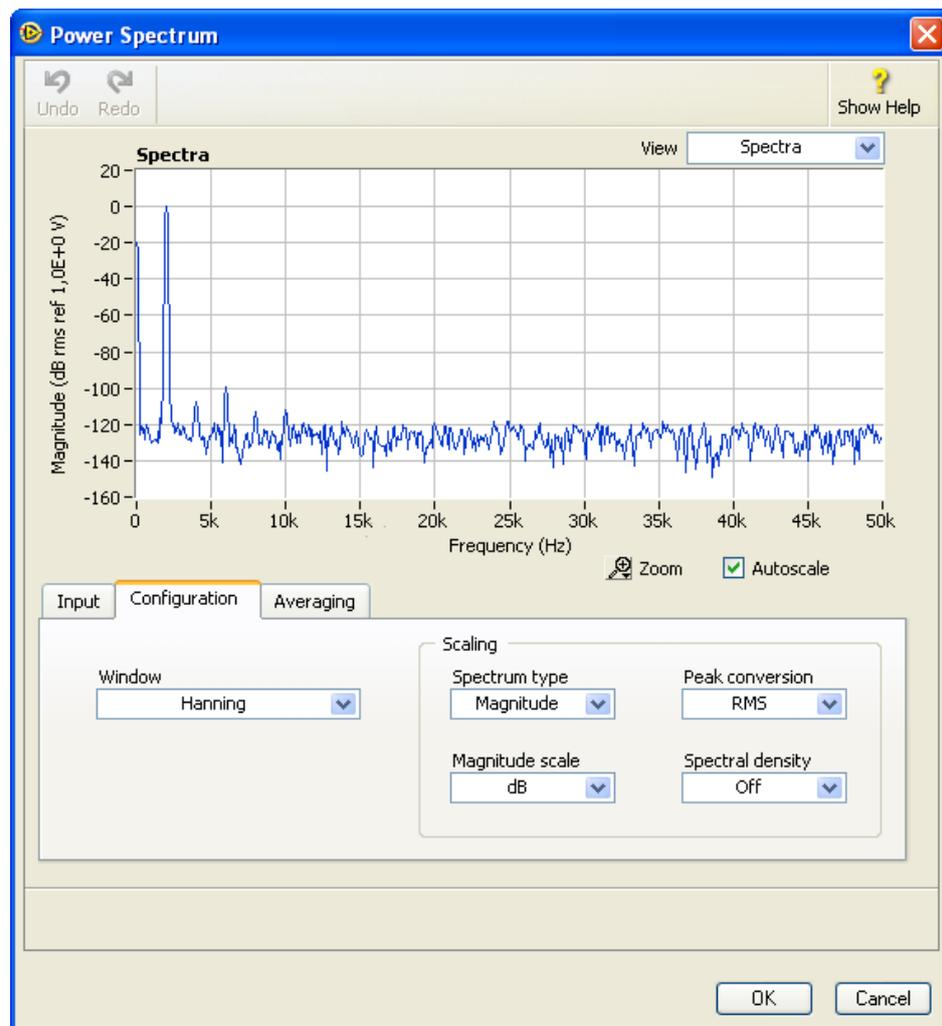 Power Spectrum
Undo Redo Show Help
Spectra View Spectra
20
0
-20
-40
-60
-80
-100
-120
-140
-160
Magnitude (dB rms ref 1,0E+0 V)
0 5k 10k 15k 20k 25k 30k 35k 40k 45k 50k
Frequency (Hz)
Zoom Autoscale
Input Configuration Averaging
Scaling
Window Spectrum type Peak conversion
Hanning Magnitude RMS
Magnitude scale Spectral density
dB Off
OK Cancel